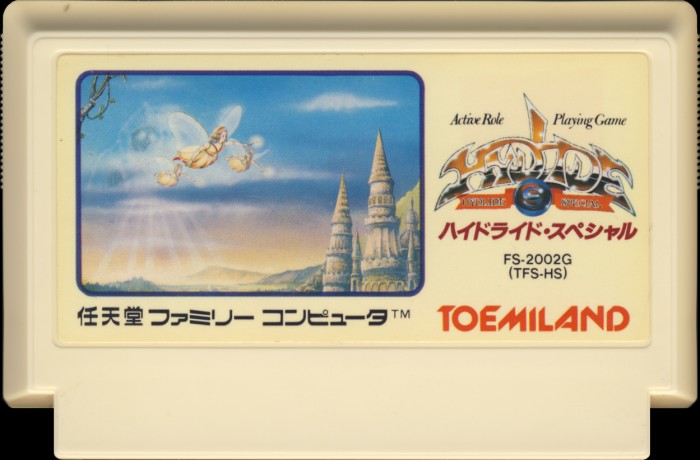 Active Role Playing Game
HYDLIDE
HYDLIDE SPECIAL
ハイドライド・スペシャル
FS-2002G
(TFS-HS)
任天堂 ファミリー コンピュータ™
TOEMILAND